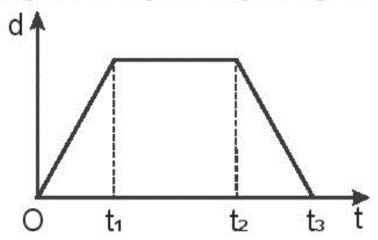 d
O t₁ t₂ t₃ t